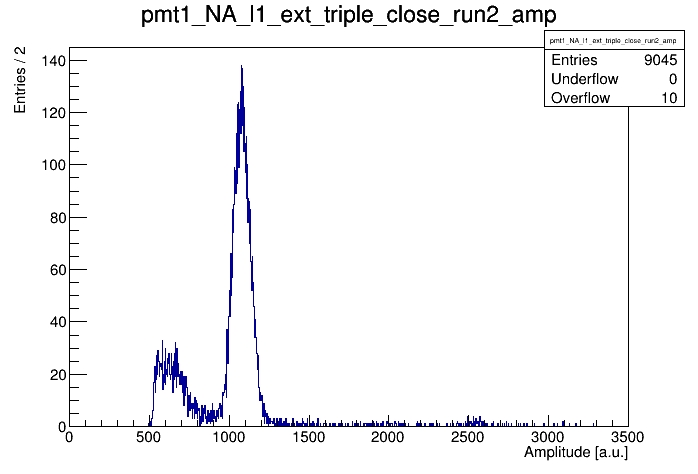 pmt1_NA_l1_ext_triple_close_run2_amp
pmt1_NA_l1_ext_triple_close_run2_amp
Entries 9045
Underflow 0
Overflow 10
Entries / 2
140
120
100
80
60
40
20
0
0 500 1000 1500 2000 2500 3000 3500
Amplitude [a.u.]